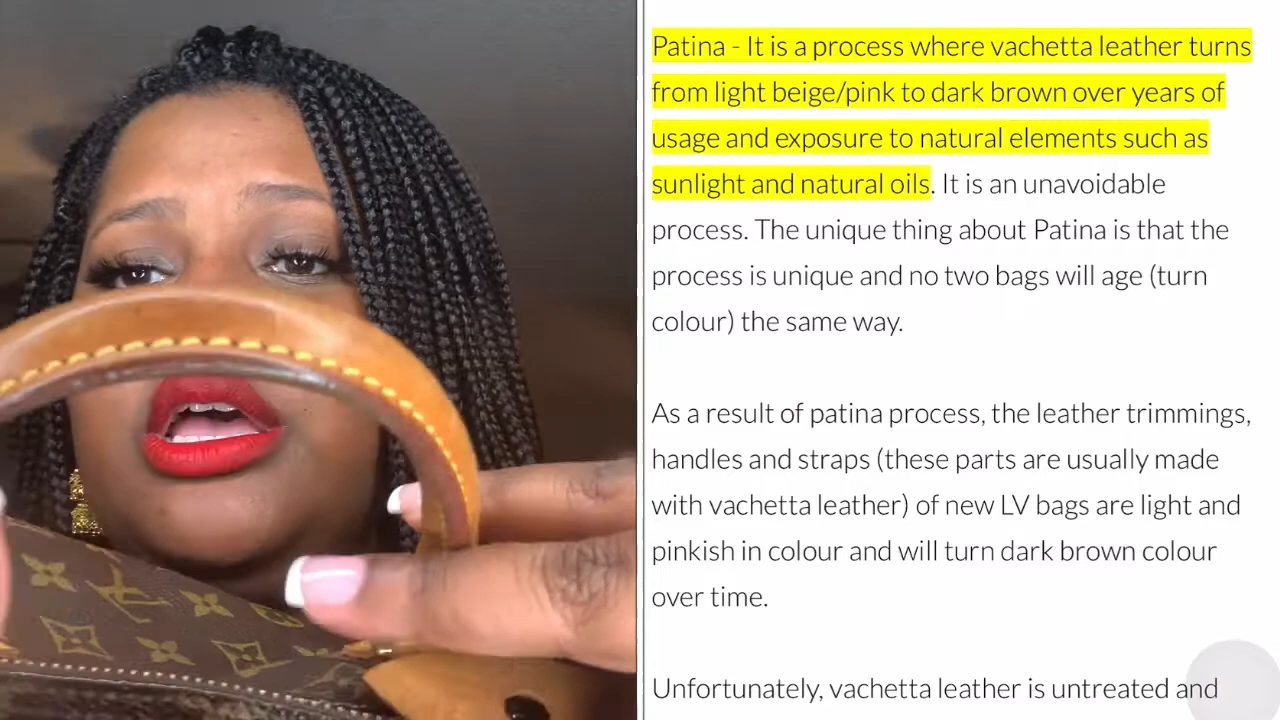 Patina - It is a process where vachetta leather turns
from light beige/pink to dark brown over years of
usage and exposure to natural elements such as
sunlight and natural oils. It is an unavoidable
process. The unique thing about Patina is that the
process is unique and no two bags will age (turn
colour) the same way.
As a result of patina process, the leather trimmings,
handles and straps (these parts are usually made
with vachetta leather) of new LV bags are light and
pinkish in colour and will turn dark brown colour
over time.
Unfortunately, vachetta leather is untreated and